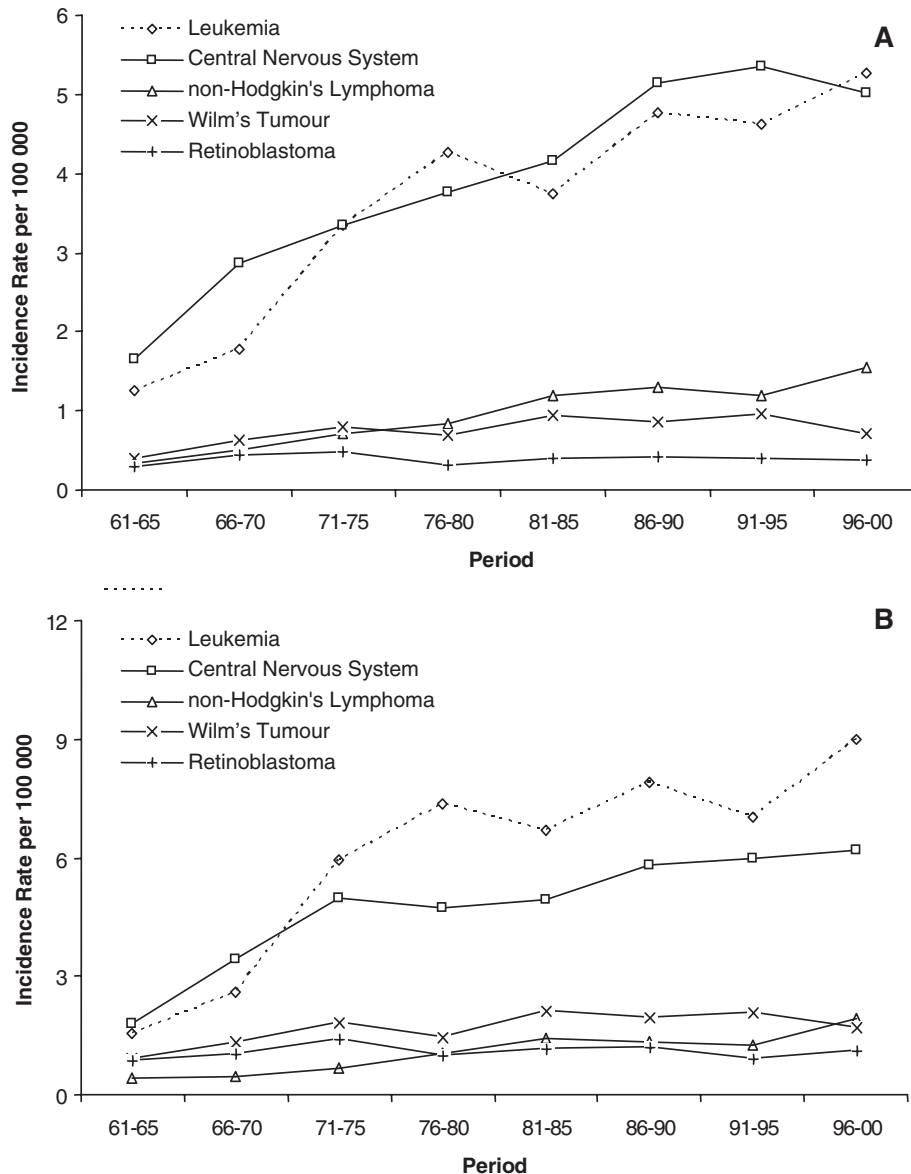 A
Leukemia
Central Nervous System
non-Hodgkin's Lymphoma
Wilm's Tumour
Retinoblastoma
Incidence Rate per 100 000
6
5
4
3
2
1
0
61-65 66-70 71-75 76-80 81-85 86-90 91-95 96-00
Period
B
Leukemia
Central Nervous System
non-Hodgkin's Lymphoma
Wilm's Tumour
Retinoblastoma
Incidence Rate per 100 000
12
9
6
3
0
61-65 66-70 71-75 76-80 81-85 86-90 91-95 96-00
Period